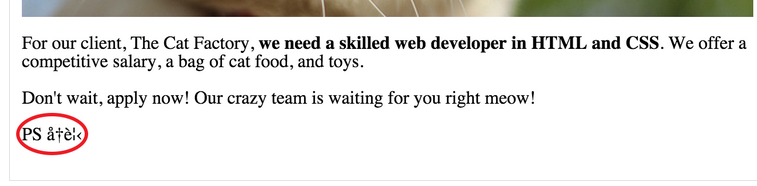 For our client, The Cat Factory, we need a skilled web developer in HTML and CSS. We offer a
competitive salary, a bag of cat food, and toys.
Don't wait, apply now! Our crazy team is waiting for you right meow!
PS å†è¦‹